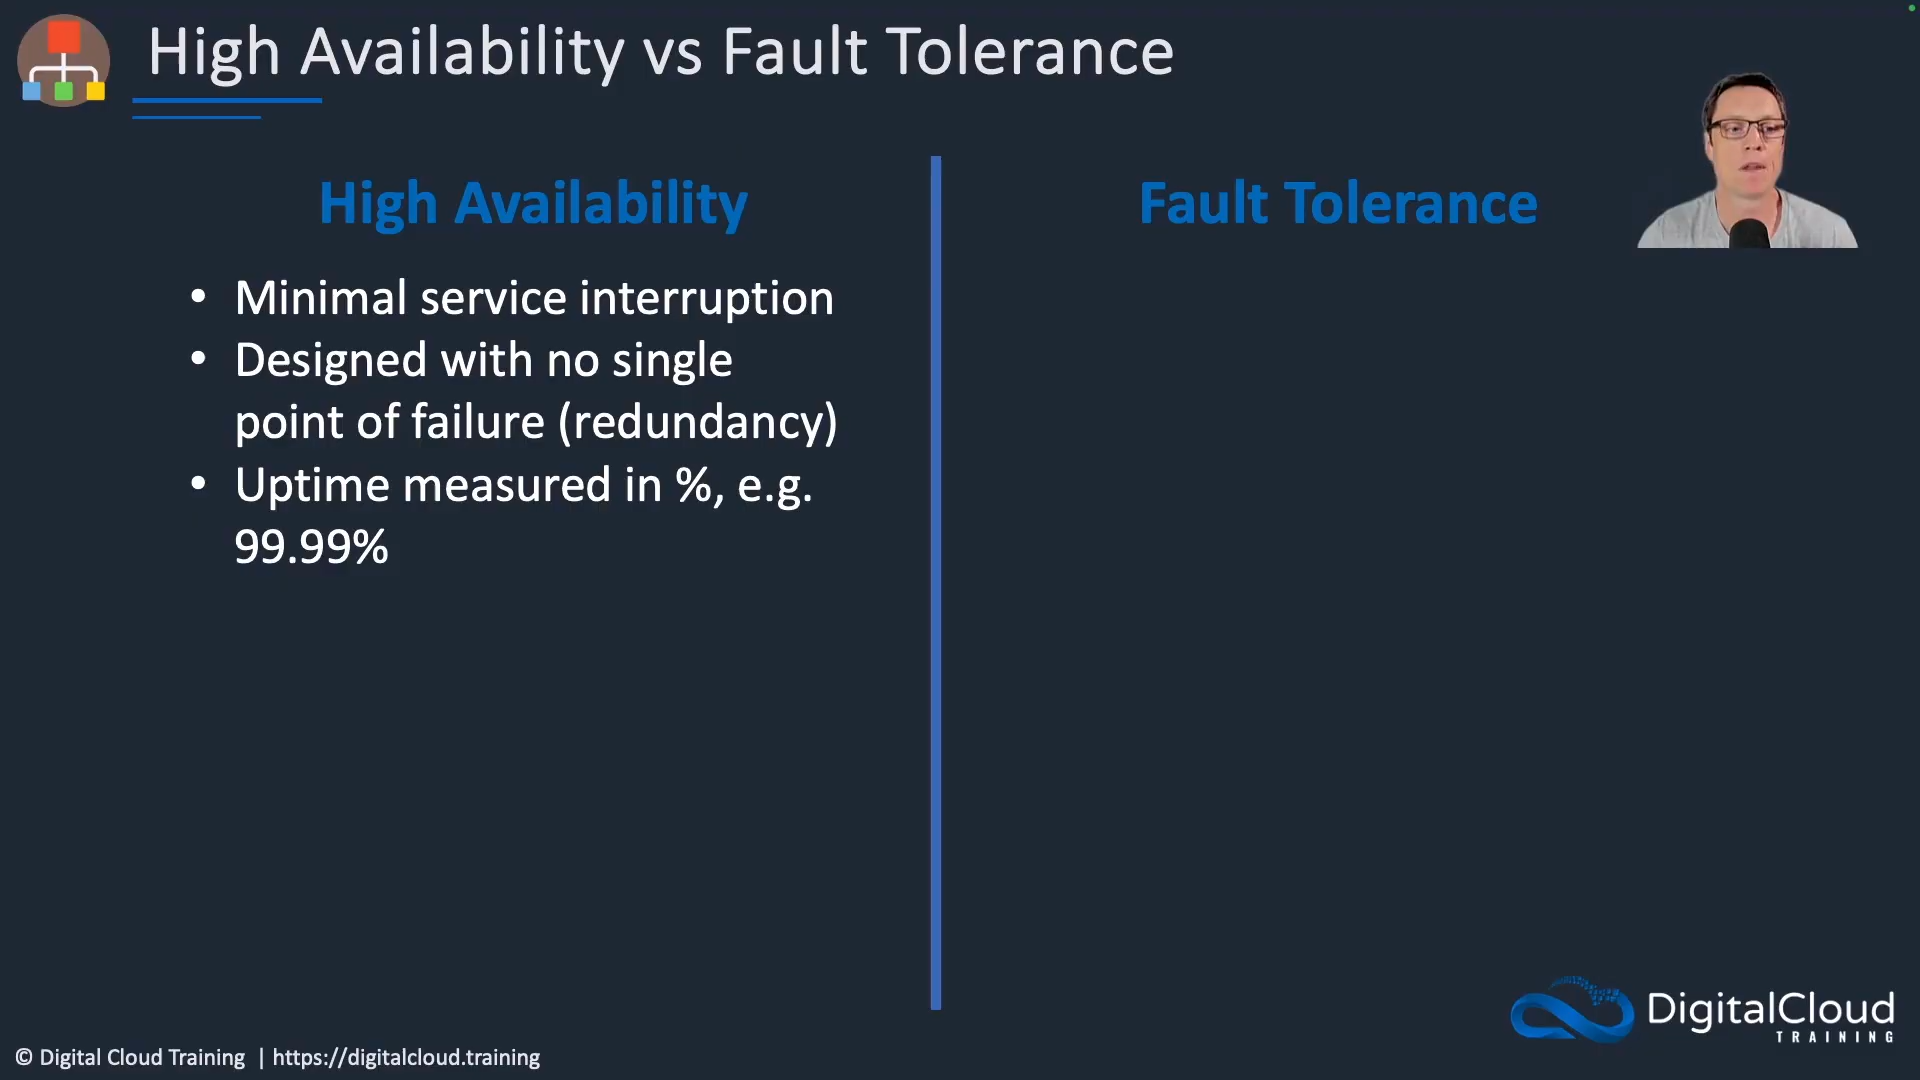 High Availability vs Fault Tolerance
High Availability
• Minimal service interruption
• Designed with no single
point of failure (redundancy)
• Uptime measured in %, e.g.
99.99%
Fault Tolerance
DigitalCloud
TRAINING
© Digital Cloud Training | https://digitalcloud.training